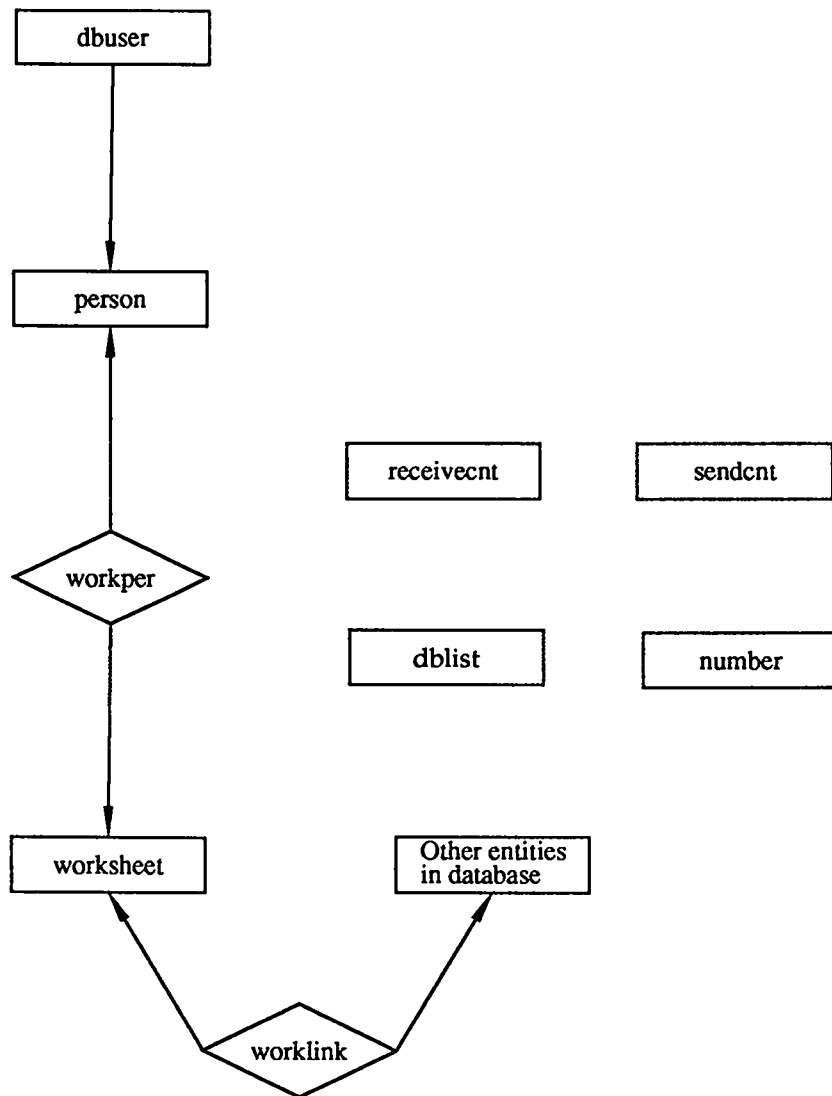 dbuser
person
receivecnt
sendcnt
workper
dblist
number
worksheet
Other entities
in database
worklink